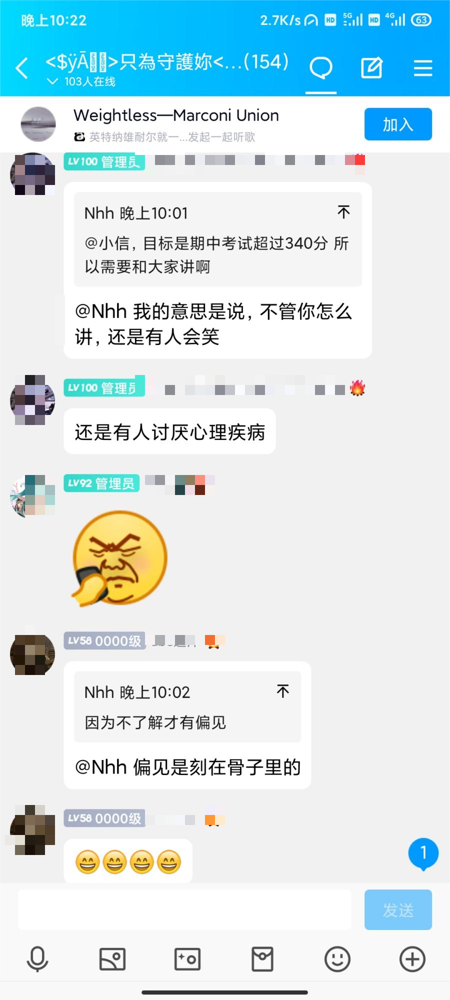 晚上10:22
2.7K/s HD 5G HD 4G 63
<$ÿĀ>只為守護妳<...(154)
103人在线
Weightless—Marconi Union
英特纳雄耐尔就一...发起一起听歌
加入
LV100 管理员
Nhh 晚上10:01
@小信，目标是期中考试超过340分 所
以需要和大家讲啊
@Nhh 我的意思是说，不管你怎么
讲，还是有人会笑
LV100 管理员
还是有人讨厌心理疾病
LV92 管理员
LV58 0000级
Nhh 晚上10:02
因为不了解才有偏见
@Nhh 偏见是刻在骨子里的
LV58 0000级
1
发送